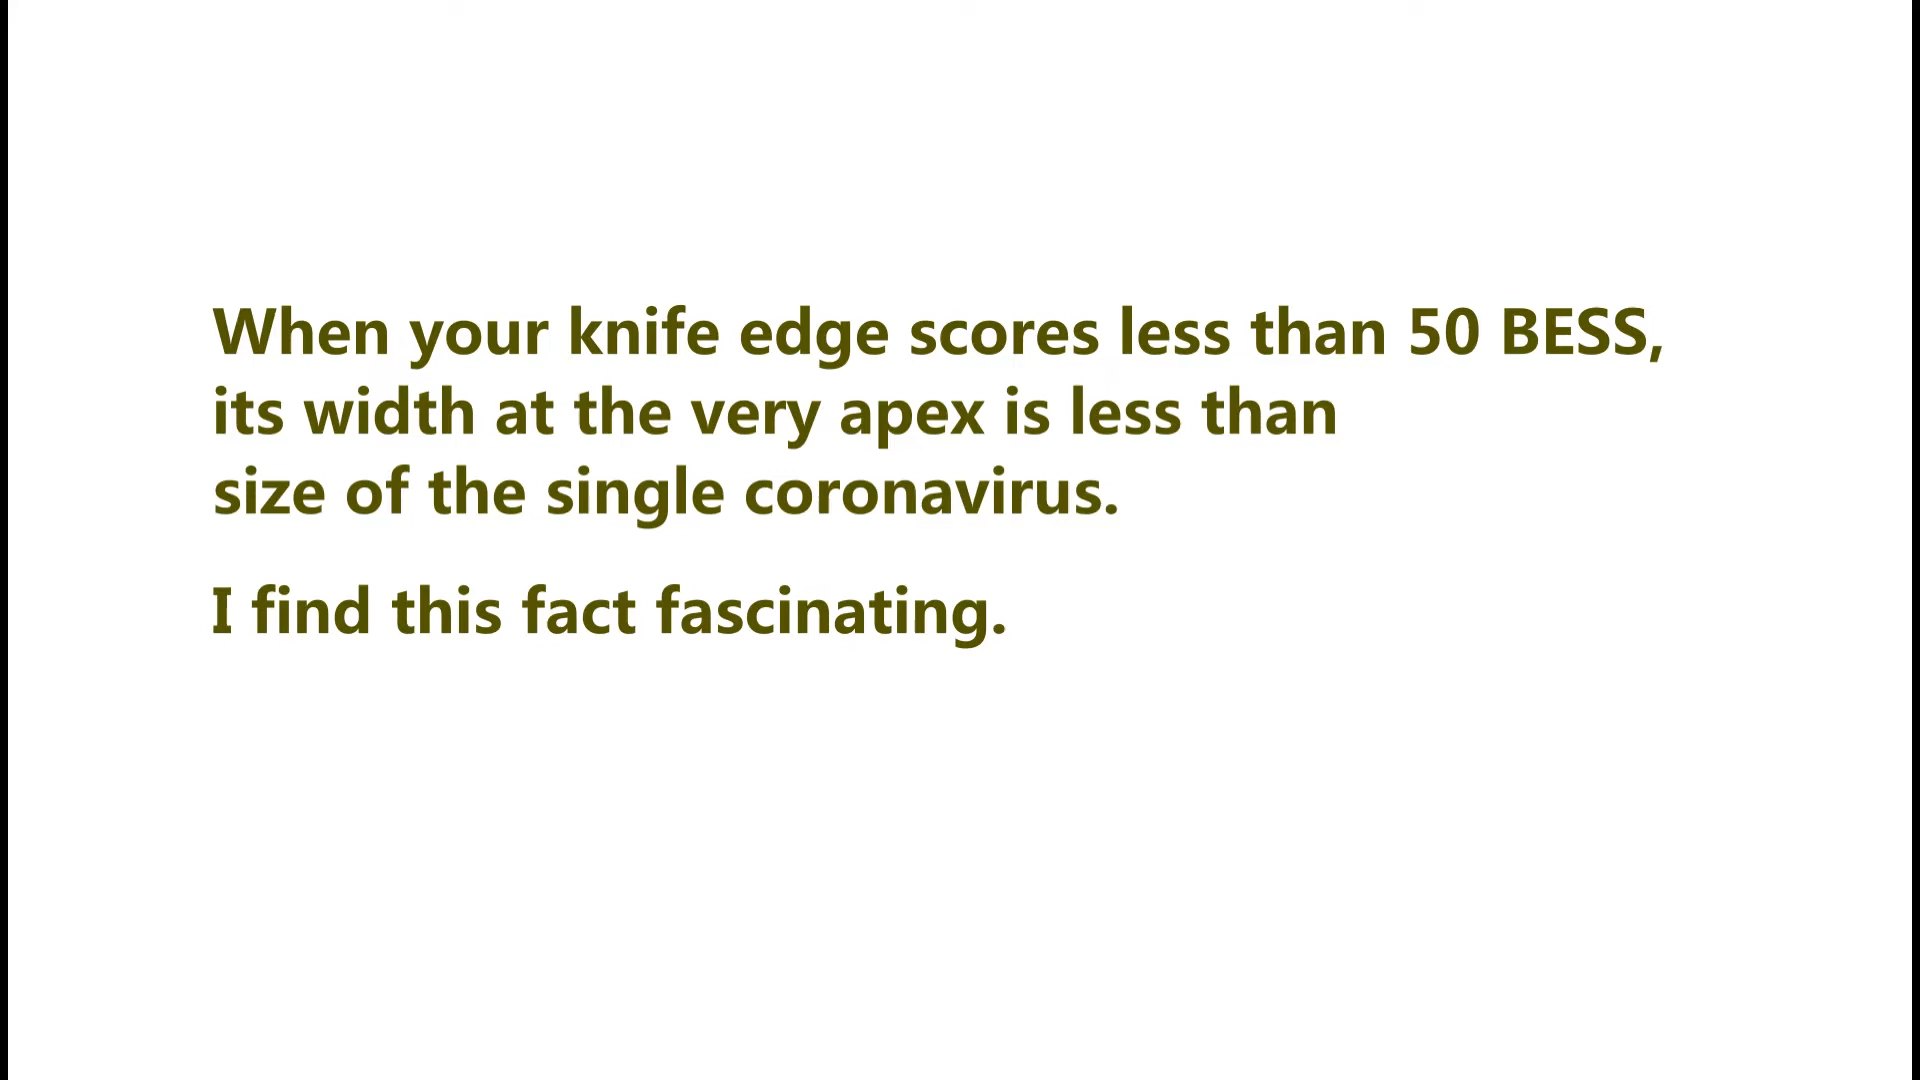 When your knife edge scores less than 50 BESS,
its width at the very apex is less than
size of the single coronavirus.
I find this fact fascinating.